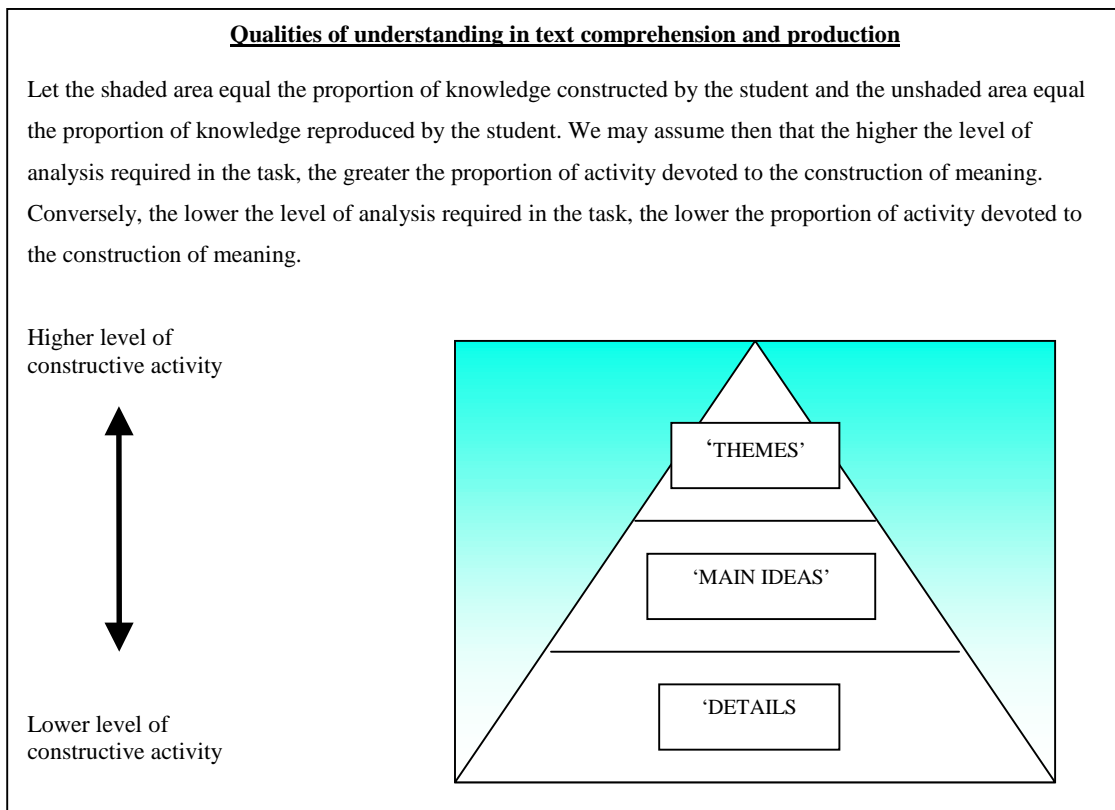 Qualities of understanding in text comprehension and production
Let the shaded area equal the proportion of knowledge constructed by the student and the unshaded area equal
the proportion of knowledge reproduced by the student. We may assume then that the higher the level of
analysis required in the task, the greater the proportion of activity devoted to the construction of meaning.
Conversely, the lower the level of analysis required in the task, the lower the proportion of activity devoted to
the construction of meaning.
Higher level of
constructive activity
‘THEMES’
‘MAIN IDEAS’
‘DETAILS
Lower level of
constructive activity